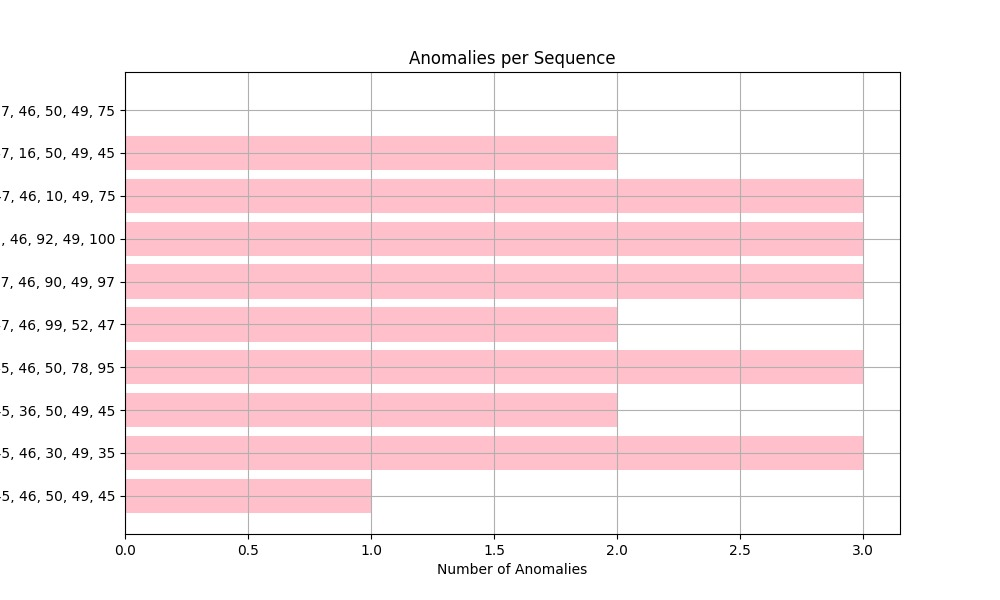 Anomalies per Sequence
7, 46, 50, 49, 75
7, 16, 50, 49, 45
7, 46, 10, 49, 75
, 46, 92, 49, 100
7, 46, 90, 49, 97
7, 46, 99, 52, 47
5, 46, 50, 78, 95
5, 36, 50, 49, 45
5, 46, 30, 49, 35
5, 46, 50, 49, 45
0.0 0.5 1.0 1.5 2.0 2.5 3.0
Number of Anomalies